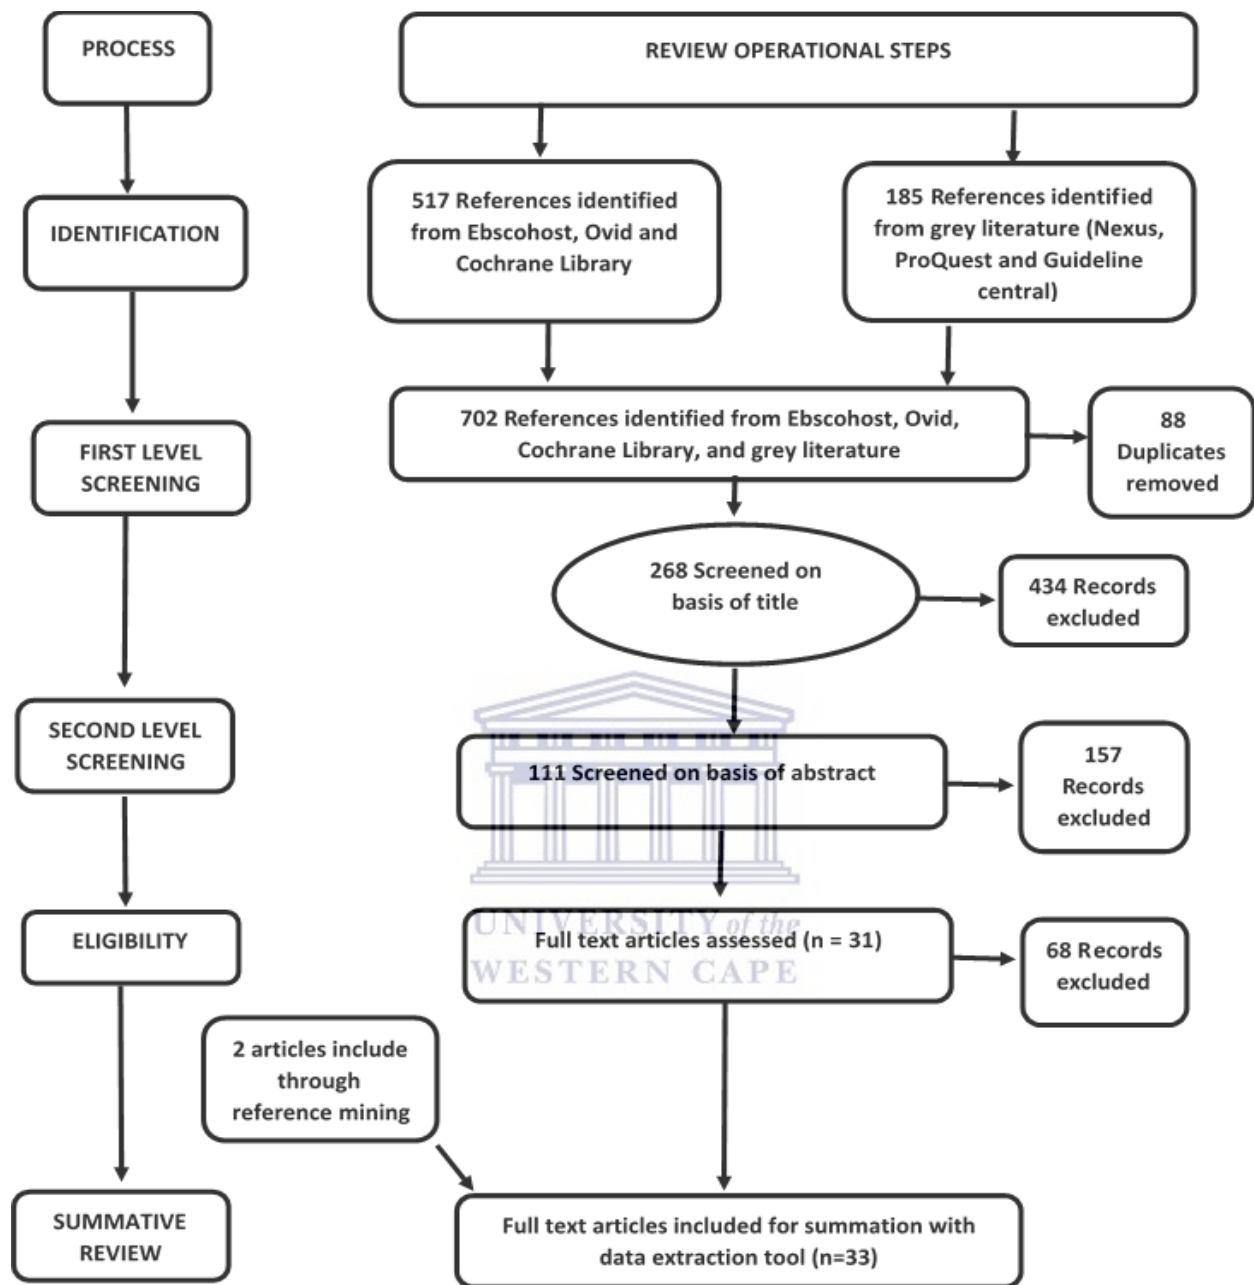 PROCESS
REVIEW OPERATIONAL STEPS
IDENTIFICATION
517 References identified
from Ebscohost, Ovid and
Cochrane Library
185 References identified
from grey literature (Nexus,
ProQuest and Guideline
central)
FIRST LEVEL
SCREENING
702 References identified from Ebscohost, Ovid,
Cochrane Library, and grey literature
88
Duplicates
removed
268 Screened on
basis of title
434 Records
excluded
SECOND LEVEL
SCREENING
111 Screened on basis of abstract
157
Records
excluded
ELIGIBILITY
Full text articles assessed (n = 31)
68 Records
excluded
UNIVERSITY of the
WESTERN CAPE
2 articles include
through
reference mining
SUMMATIVE
REVIEW
Full text articles included for summation with
data extraction tool (n=33)